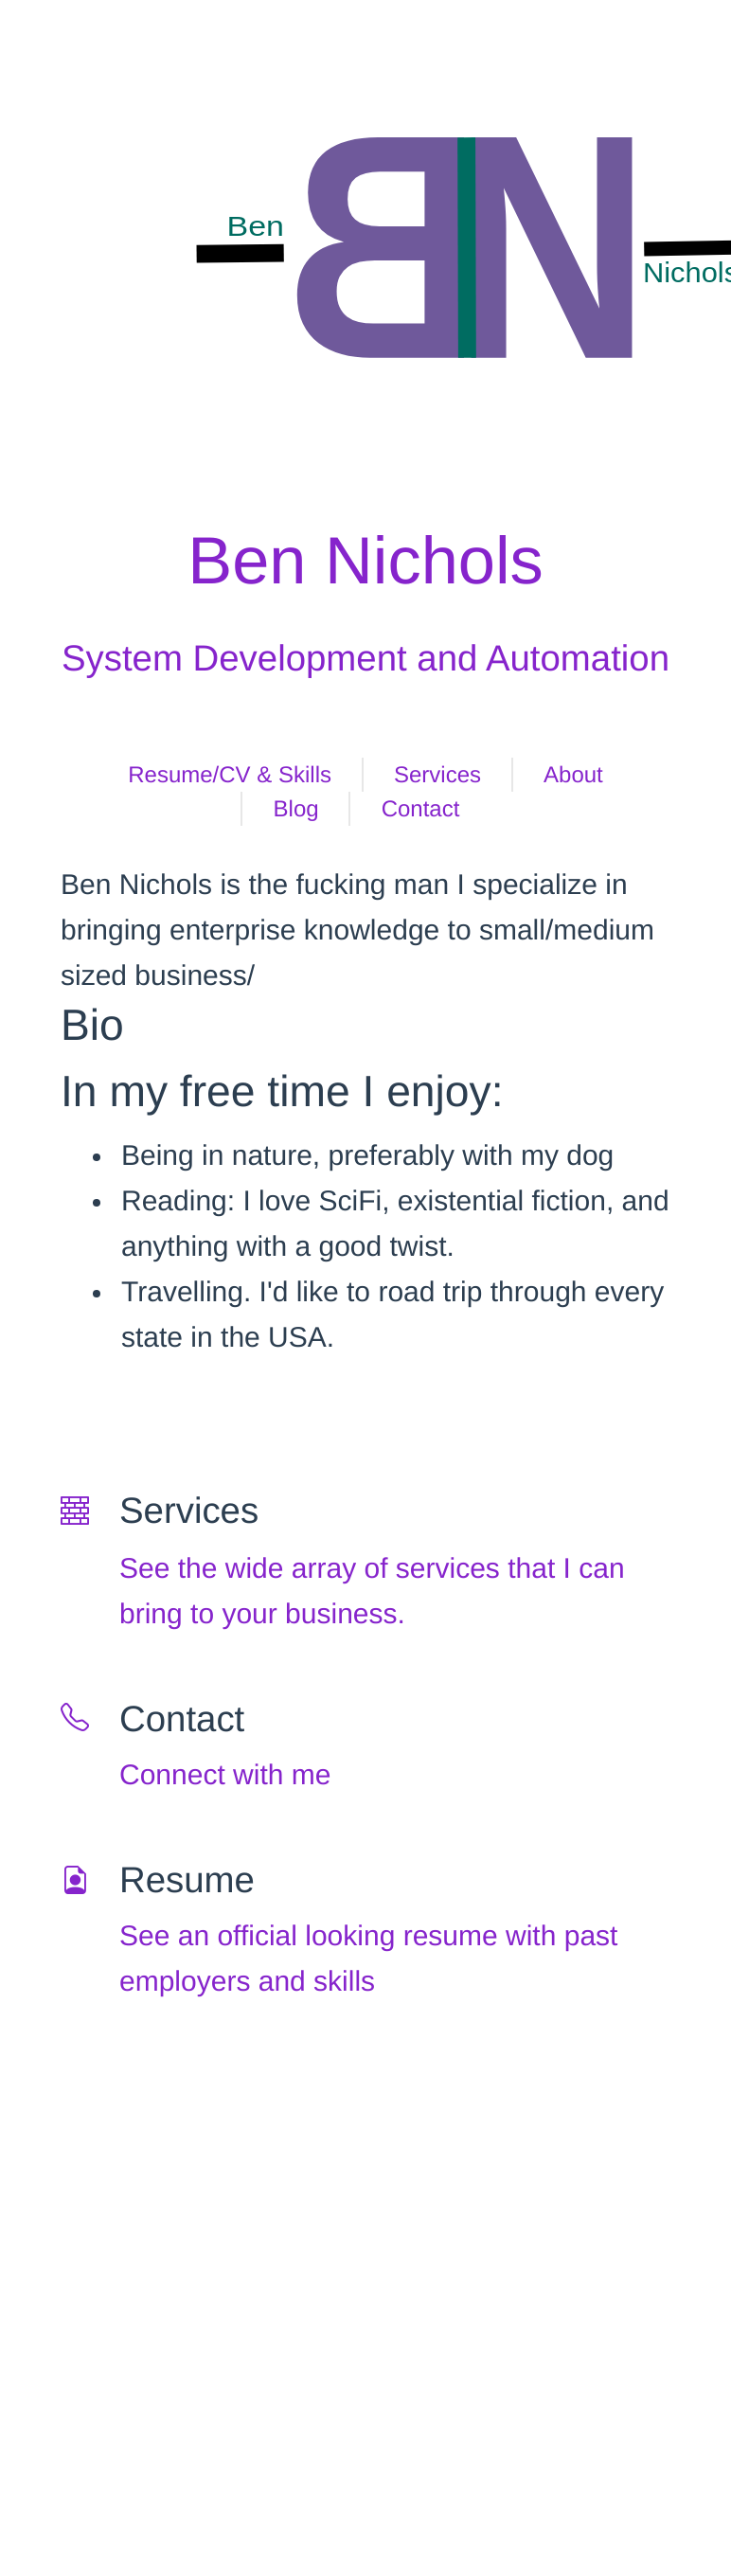 Ben
BN
Nichols
Ben Nichols
System Development and Automation
Resume/CV & Skills
Services
About
Blog
Contact
Ben Nichols is the fucking man I specialize in
bringing enterprise knowledge to small/medium
sized business/
Bio
In my free time I enjoy:
Being in nature, preferably with my dog
Reading: I love SciFi, existential fiction, and
anything with a good twist.
Travelling. I'd like to road trip through every
state in the USA.
Services
See the wide array of services that I can
bring to your business.
Contact
Connect with me
Resume
See an official looking resume with past
employers and skills